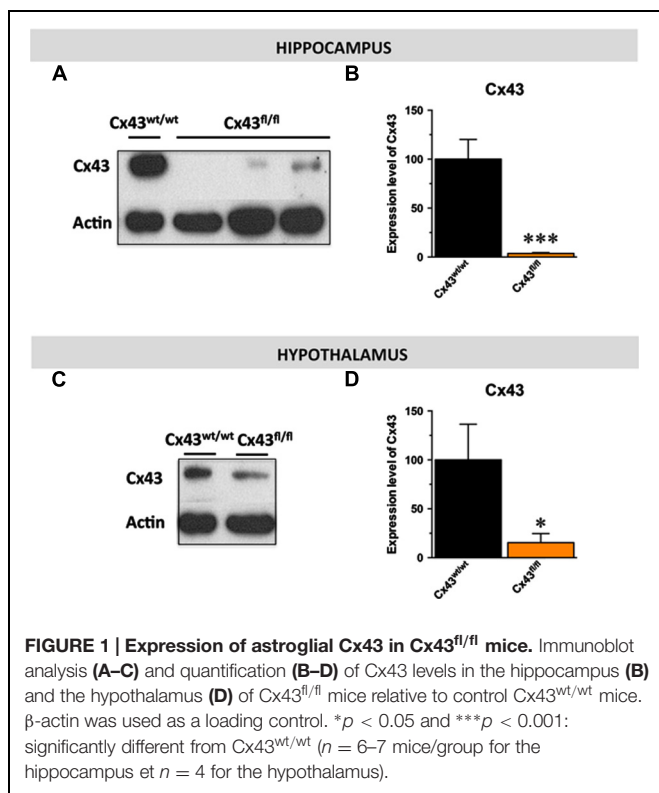 HIPPOCAMPUS
A
Cx43wt/wt Cx43fl/fl
Cx43
Actin
B
Cx43
Expression level of Cx43
150
100
50
0
***
Cx43wt/wt
Cx43fl/fl
HYPOTHALAMUS
C
Cx43wt/wt Cx43fl/fl
Cx43
Actin
D
Cx43
Expression level of Cx43
150
100
50
0
*
Cx43wt/wt
Cx43fl/fl
FIGURE 1 | Expression of astroglial Cx43 in Cx43fl/fl mice. Immunoblot
analysis (A–C) and quantification (B–D) of Cx43 levels in the hippocampus (B)
and the hypothalamus (D) of Cx43fl/fl mice relative to control Cx43wt/wt mice.
β-actin was used as a loading control. *p < 0.05 and ***p < 0.001:
significantly different from Cx43wt/wt (n = 6–7 mice/group for the
hippocampus et n = 4 for the hypothalamus).